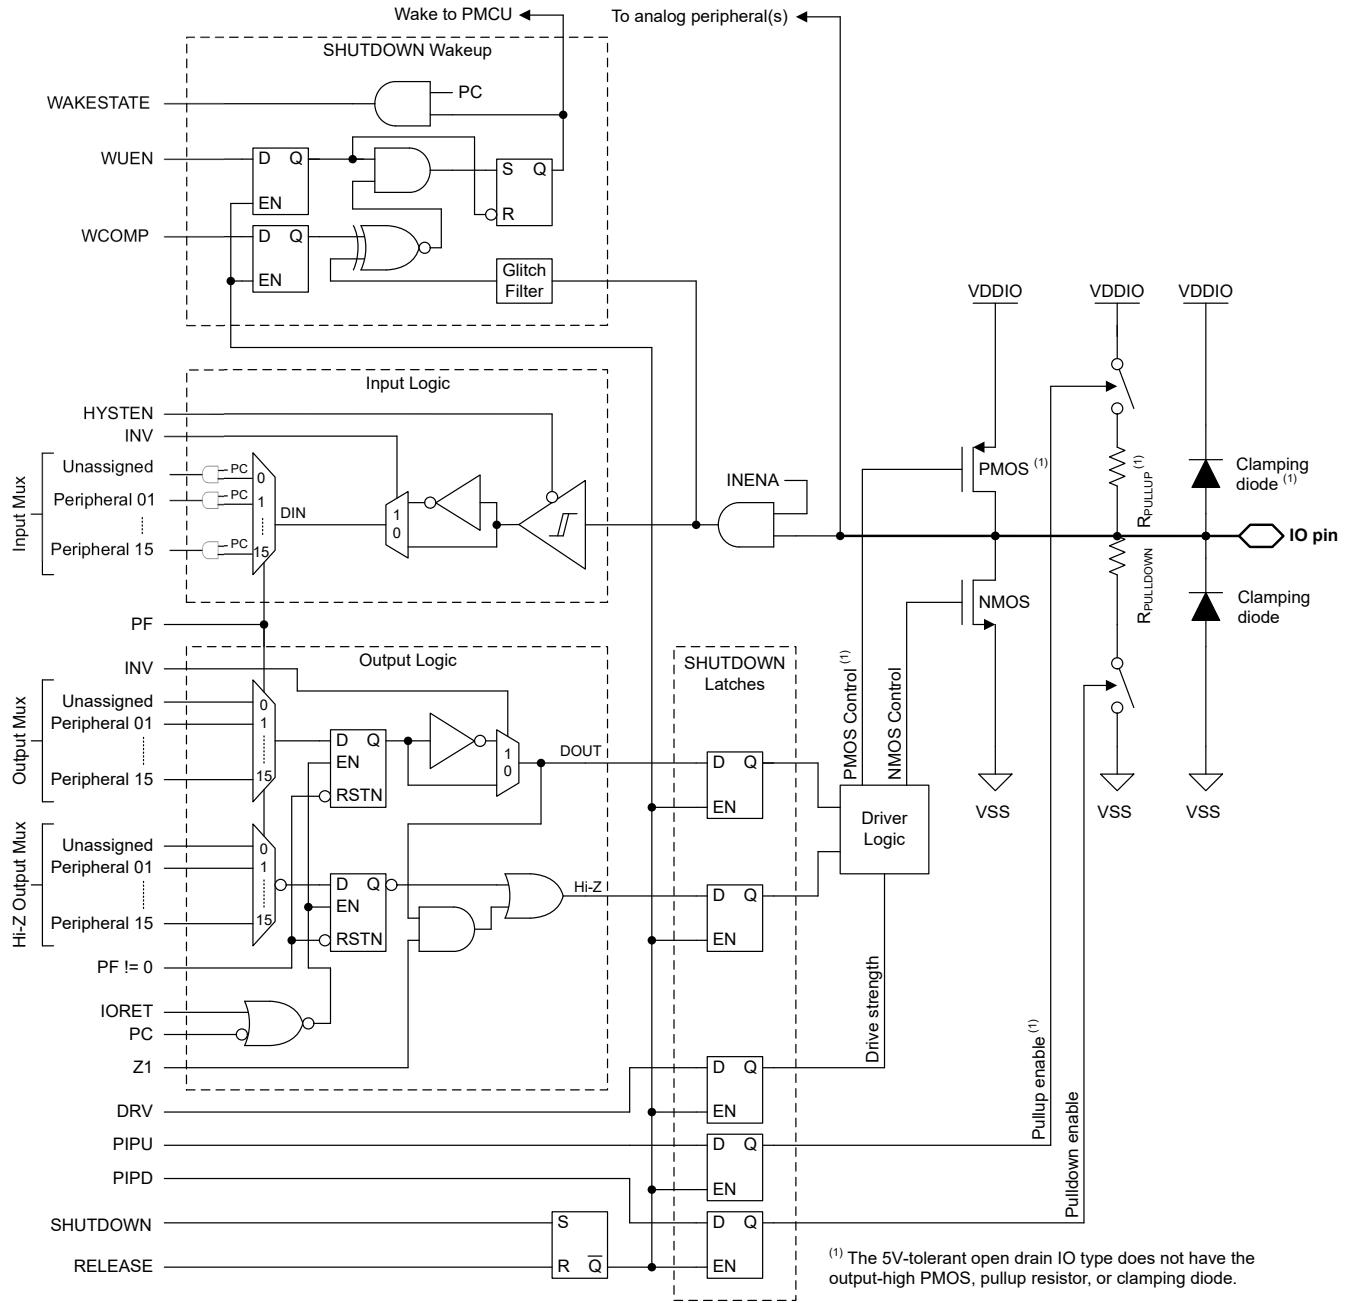 Wake to PMCU
To analog peripheral(s)
SHUTDOWN Wakeup
WAKESTATE
PC
WUEN
D Q
EN
S Q
R
WCOMP
D Q
EN
Glitch
Filter
VDDIO
VDDIO
VDDIO
Input Logic
HYSTEN
INV
Input Mux
Unassigned
PC
0
Peripheral 01
PC
1
Peripheral 15
PC
15
DIN
1
0
INENA
PMOS (1)
RPULLUP (1)
Clamping
diode (1)
IO pin
RPULLDOWN
NMOS
Clamping
diode
PF
Output Logic
INV
Output Mux
Unassigned
0
Peripheral 01
1
Peripheral 15
15
D Q
EN
RSTN
1
0
DOUT
SHUTDOWN
Latches
D Q
EN
PMOS Control (1)
NMOS Control
Driver
Logic
VSS
VSS
VSS
Hi-Z Output Mux
Unassigned
0
Peripheral 01
1
Peripheral 15
15
D Q
EN
RSTN
Hi-Z
D Q
EN
PF != 0
IORET
PC
Z1
Drive strength
D Q
EN
DRV
PIPU
D Q
EN
Pullup enable (1)
PIPD
Pulldown enable
SHUTDOWN
S
RELEASE
R Q
D Q
EN
(1) The 5V-tolerant open drain IO type does not have the
output-high PMOS, pullup resistor, or clamping diode.